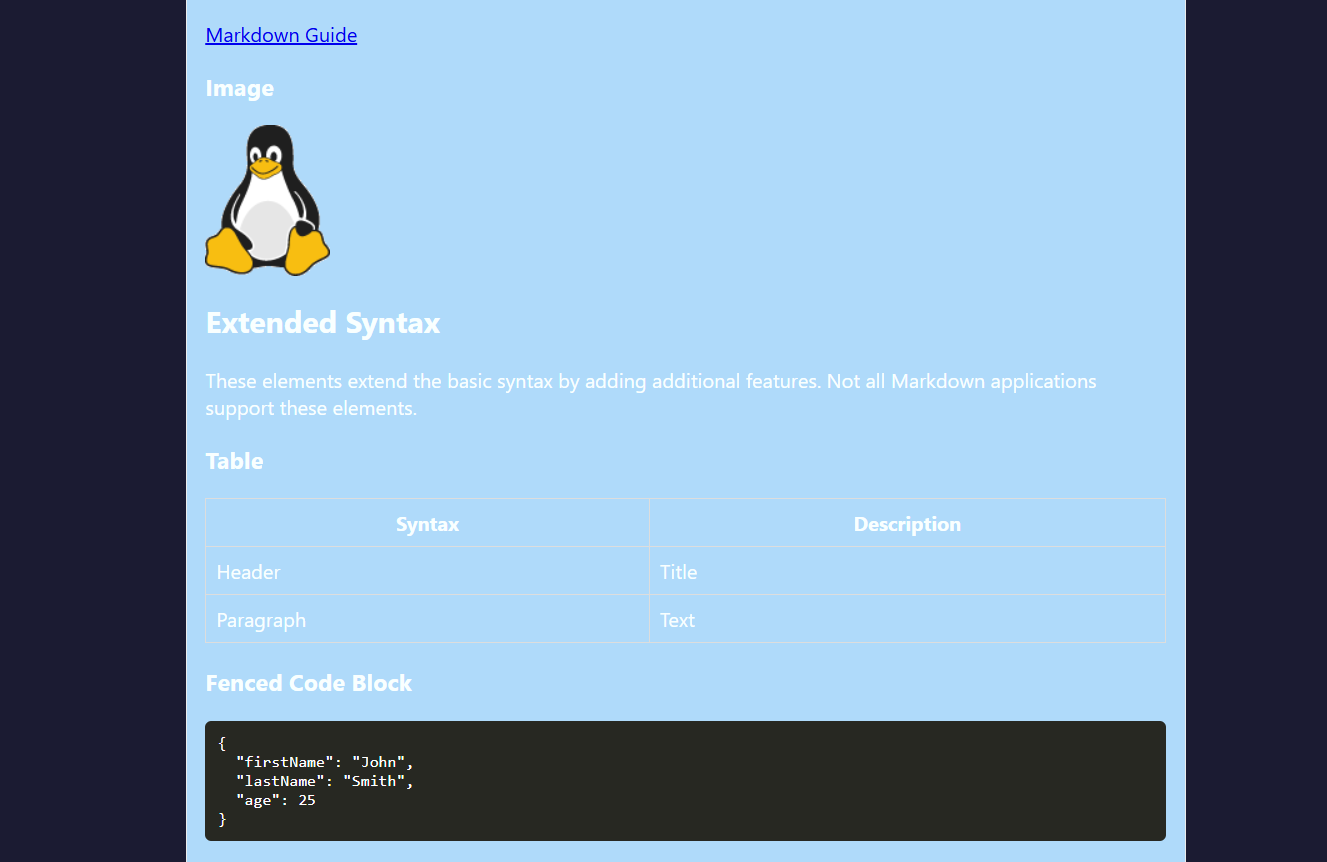 Markdown Guide
Image
Extended Syntax
These elements extend the basic syntax by adding additional features. Not all Markdown applications
support these elements.
Table
Syntax Description
Header Title
Paragraph Text
Fenced Code Block
{
  "firstName": "John",
  "lastName": "Smith",
  "age": 25
}